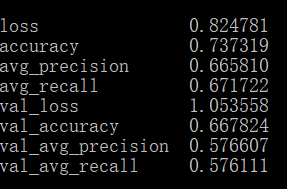 loss 0.824781
accuracy 0.737319
avg_precision 0.665810
avg_recall 0.671722
val_loss 1.053558
val_accuracy 0.667824
val_avg_precision 0.576607
val_avg_recall 0.576111